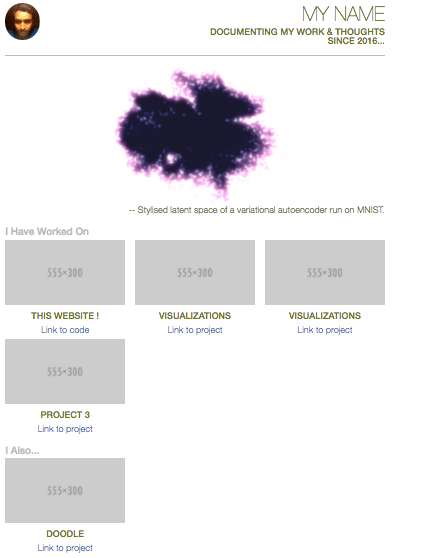 MY NAME
DOCUMENTING MY WORK & THOUGHTS
SINCE 2016...
-- Stylised latent space of a variational autoencoder run on MNIST.
I Have Worked On
555×300 555×300 555×300
THIS WEBSITE ! VISUALIZATIONS VISUALIZATIONS
Link to code Link to project Link to project
555×300
PROJECT 3
Link to project
I Also...
555×300
DOODLE
Link to project